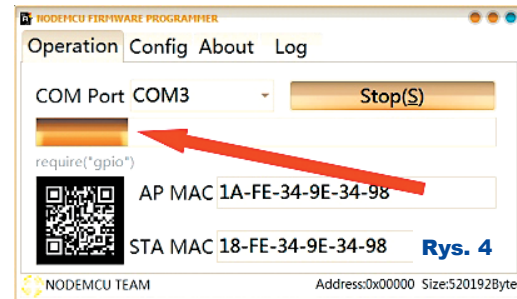 NODEMCU FIRMWARE PROGRAMMER
Operation Config About Log
COM Port COM3 Stop(S)
require("gpio")
AP MAC 1A-FE-34-9E-34-98
STA MAC 18-FE-34-9E-34-98 Rys. 4
NODEMCU TEAM Address:0x00000 Size:520192Byte